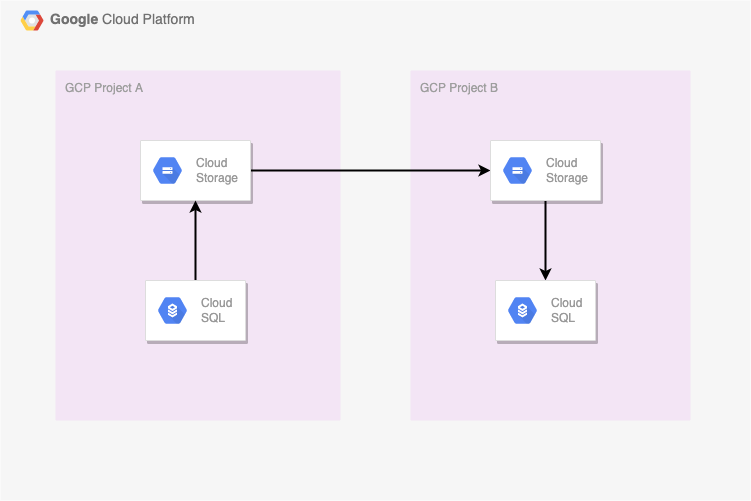 Google Cloud Platform
GCP Project A
GCP Project B
Cloud
Storage
Cloud
Storage
Cloud
SQL
Cloud
SQL